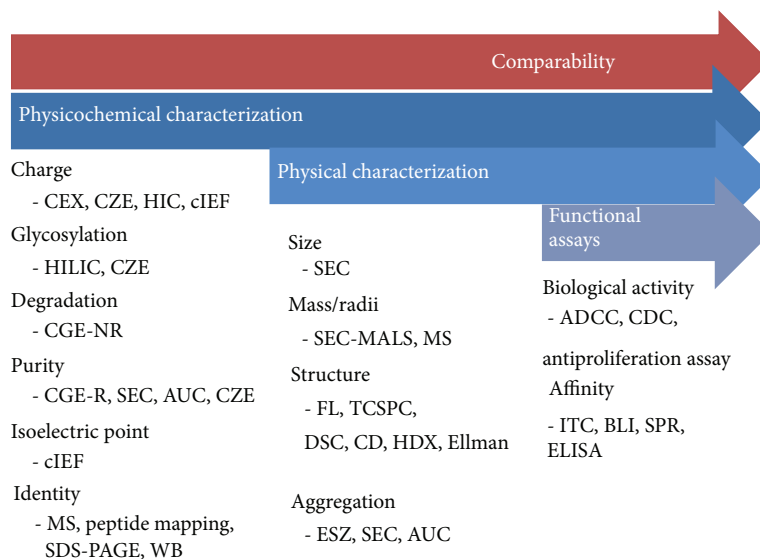 Comparability
Physicochemical characterization
Charge
- CEX, CZE, HIC, cIEF
Glycosylation
- HILIC, CZE
Degradation
- CGE-NR
Purity
- CGE-R, SEC, AUC, CZE
Isoelectric point
- cIEF
Identity
- MS, peptide mapping,
SDS-PAGE, WB
Physical characterization
Size
- SEC
Mass/radii
- SEC-MALS, MS
Structure
- FL, TCSPC,
DSC, CD, HDX, Ellman
Aggregation
- ESZ, SEC, AUC
Functional
assays
Biological activity
- ADCC, CDC,
antiproliferation assay
Affinity
- ITC, BLI, SPR,
ELISA